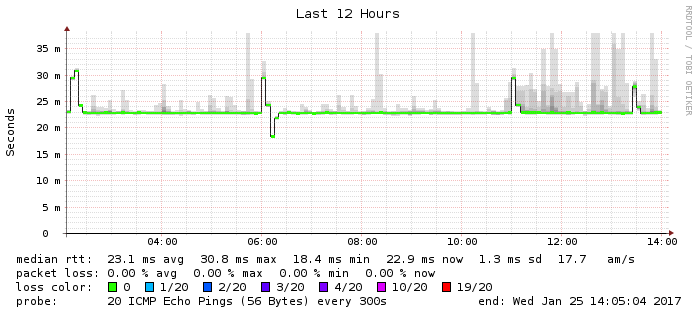 Last 12 Hours
RRDTOOL / TOBI OETIKER
Seconds
35 m
30 m
25 m
20 m
15 m
10 m
5 m
0
04:00 06:00 08:00 10:00 12:00 14:00
median rtt: 23.1 ms avg 30.8 ms max 18.4 ms min 22.9 ms now 1.3 ms sd 17.7 am/s
packet loss: 0.00 % avg 0.00 % max 0.00 % min 0.00 % now
loss color: 0 1/20 2/20 3/20 4/20 10/20 19/20
probe: 20 ICMP Echo Pings (56 Bytes) every 300s end: Wed Jan 25 14:05:04 2017